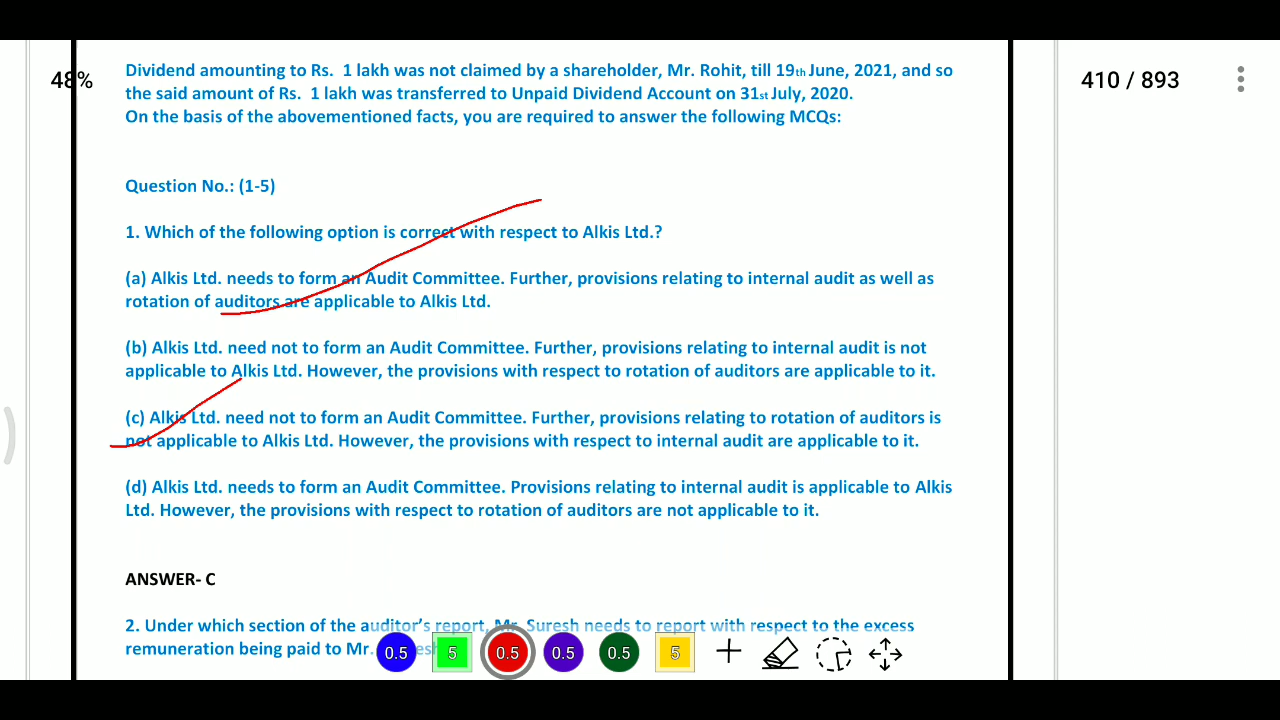 Dividend amounting to Rs. 1 lakh was not claimed by a shareholder, Mr. Rohit, till 19th June, 2021, and so
48%
410 / 893
the said amount of Rs. 1 lakh was transferred to Unpaid Dividend Account on 31st July, 2020.
On the basis of the abovementioned facts, you are required to answer the following MCQs:
Question No.: (1-5)
1. Which of the following option is correct with respect to Alkis Ltd.?
(a) Alkis Ltd. needs to form an Audit Committee. Further, provisions relating to internal audit as well as
rotation of auditors are applicable to Alkis Ltd.
(b) Alkis Ltd. need not to form an Audit Committee. Further, provisions relating to internal audit is not
applicable to Alkis Ltd. However, the provisions with respect to rotation of auditors are applicable to it.
(c) Alkis Ltd. need not to form an Audit Committee. Further, provisions relating to rotation of auditors is
not applicable to Alkis Ltd. However, the provisions with respect to internal audit are applicable to it.
(d) Alkis Ltd. needs to form an Audit Committee. Provisions relating to internal audit is applicable to Alkis
Ltd. However, the provisions with respect to rotation of auditors are not applicable to it.
ANSWER- C
2. Under which section of the auditor's report, Mr. Suresh needs to report with respect to the excess
remuneration being paid to Mr.
0.5 5 0.5 0.5 0.5 5